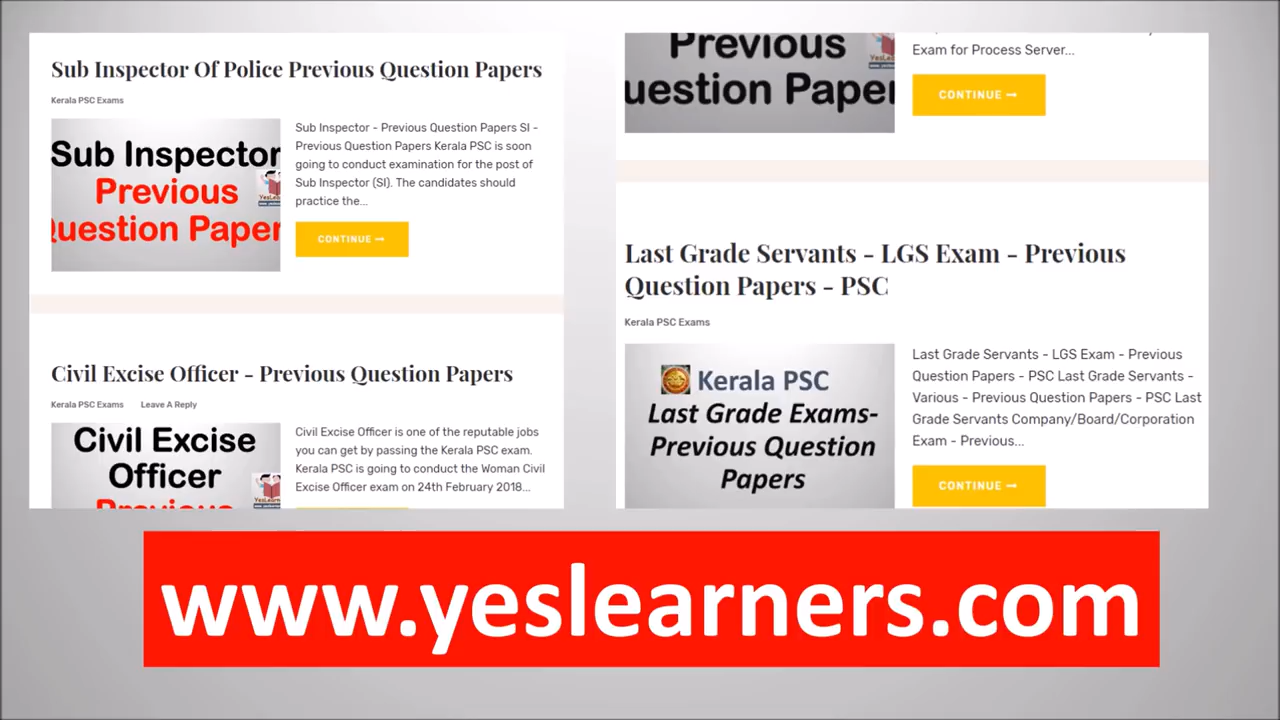 Sub Inspector Of Police Previous Question Papers
Kerala PSC Exams
Sub Inspector
Previous
Question Paper
Sub Inspector - Previous Question Papers SI -
Previous Question Papers Kerala PSC is soon
going to conduct examination for the post of
Sub Inspector (SI). The candidates should
practice the...
CONTINUE →
Civil Excise Officer - Previous Question Papers
Kerala PSC Exams Leave A Reply
Civil Excise
Officer
Previous
Civil Excise Officer is one of the reputable jobs
you can get by passing the Kerala PSC exam.
Kerala PSC is going to conduct the Woman Civil
Excise Officer exam on 24th February 2018...
Previous
uestion Paper
Exam for Process Server...
CONTINUE →
Last Grade Servants - LGS Exam - Previous
Question Papers - PSC
Kerala PSC Exams
Kerala PSC
Last Grade Exams-
Previous Question
Papers
Last Grade Servants - LGS Exam - Previous
Question Papers - PSC Last Grade Servants -
Various - Previous Question Papers - PSC Last
Grade Servants Company/Board/Corporation
Exam - Previous...
CONTINUE →
www.yeslearners.com